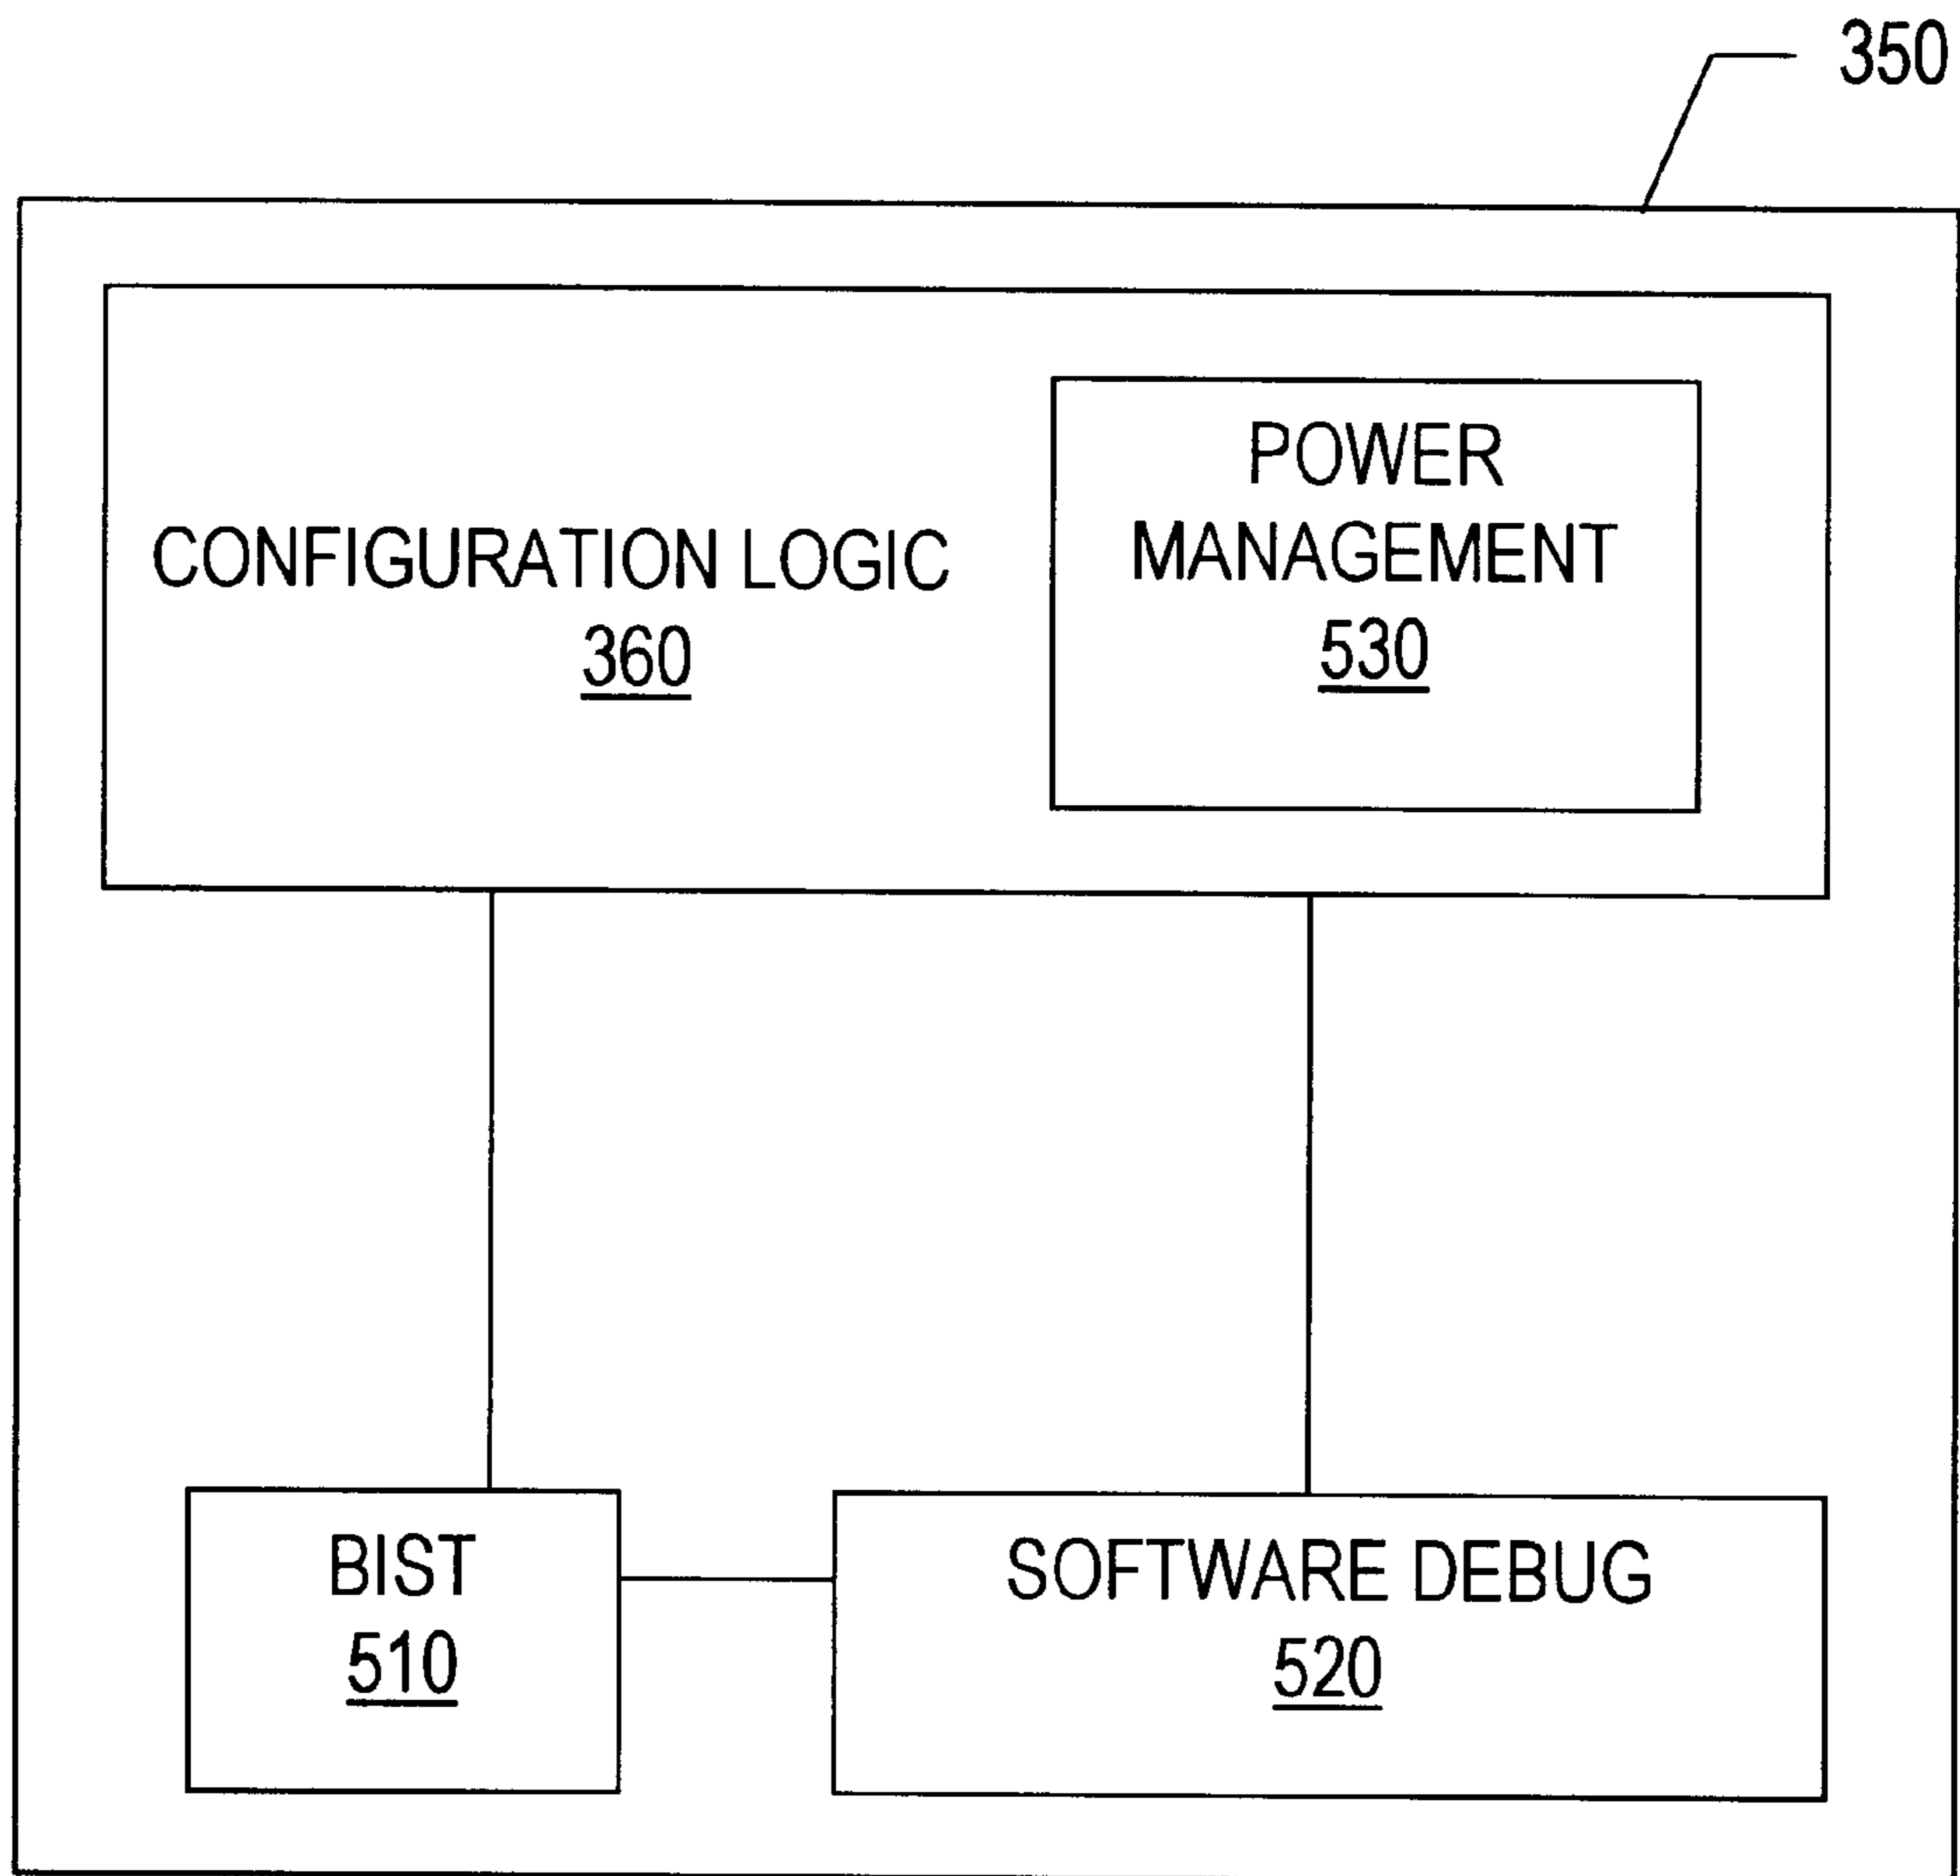 350
CONFIGURATION LOGIC
360
POWER
MANAGEMENT
530
BIST
510
SOFTWARE DEBUG
520